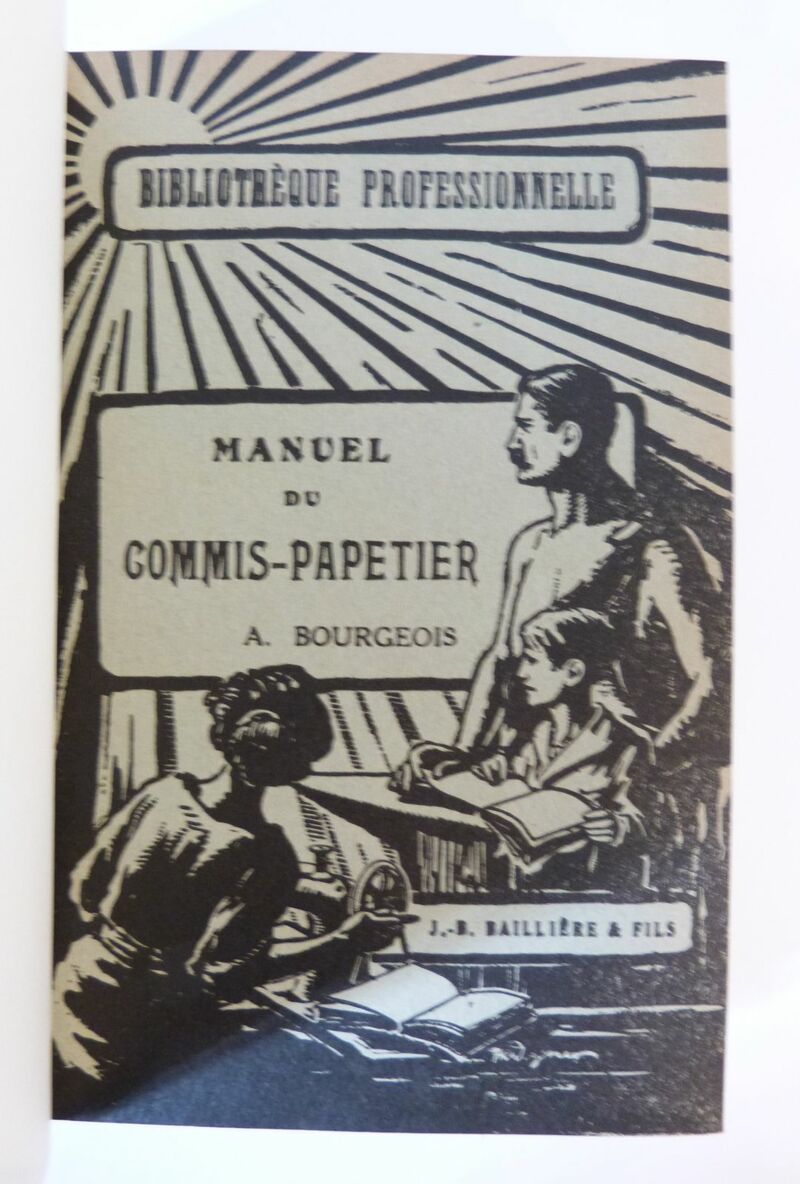 BIBLIOTHÈQUE PROFESSIONNELLE
MANUEL
DU
COMMIS-PAPETIER
A. BOURGEOIS
J.-B. BAILLIÈRE & FILS